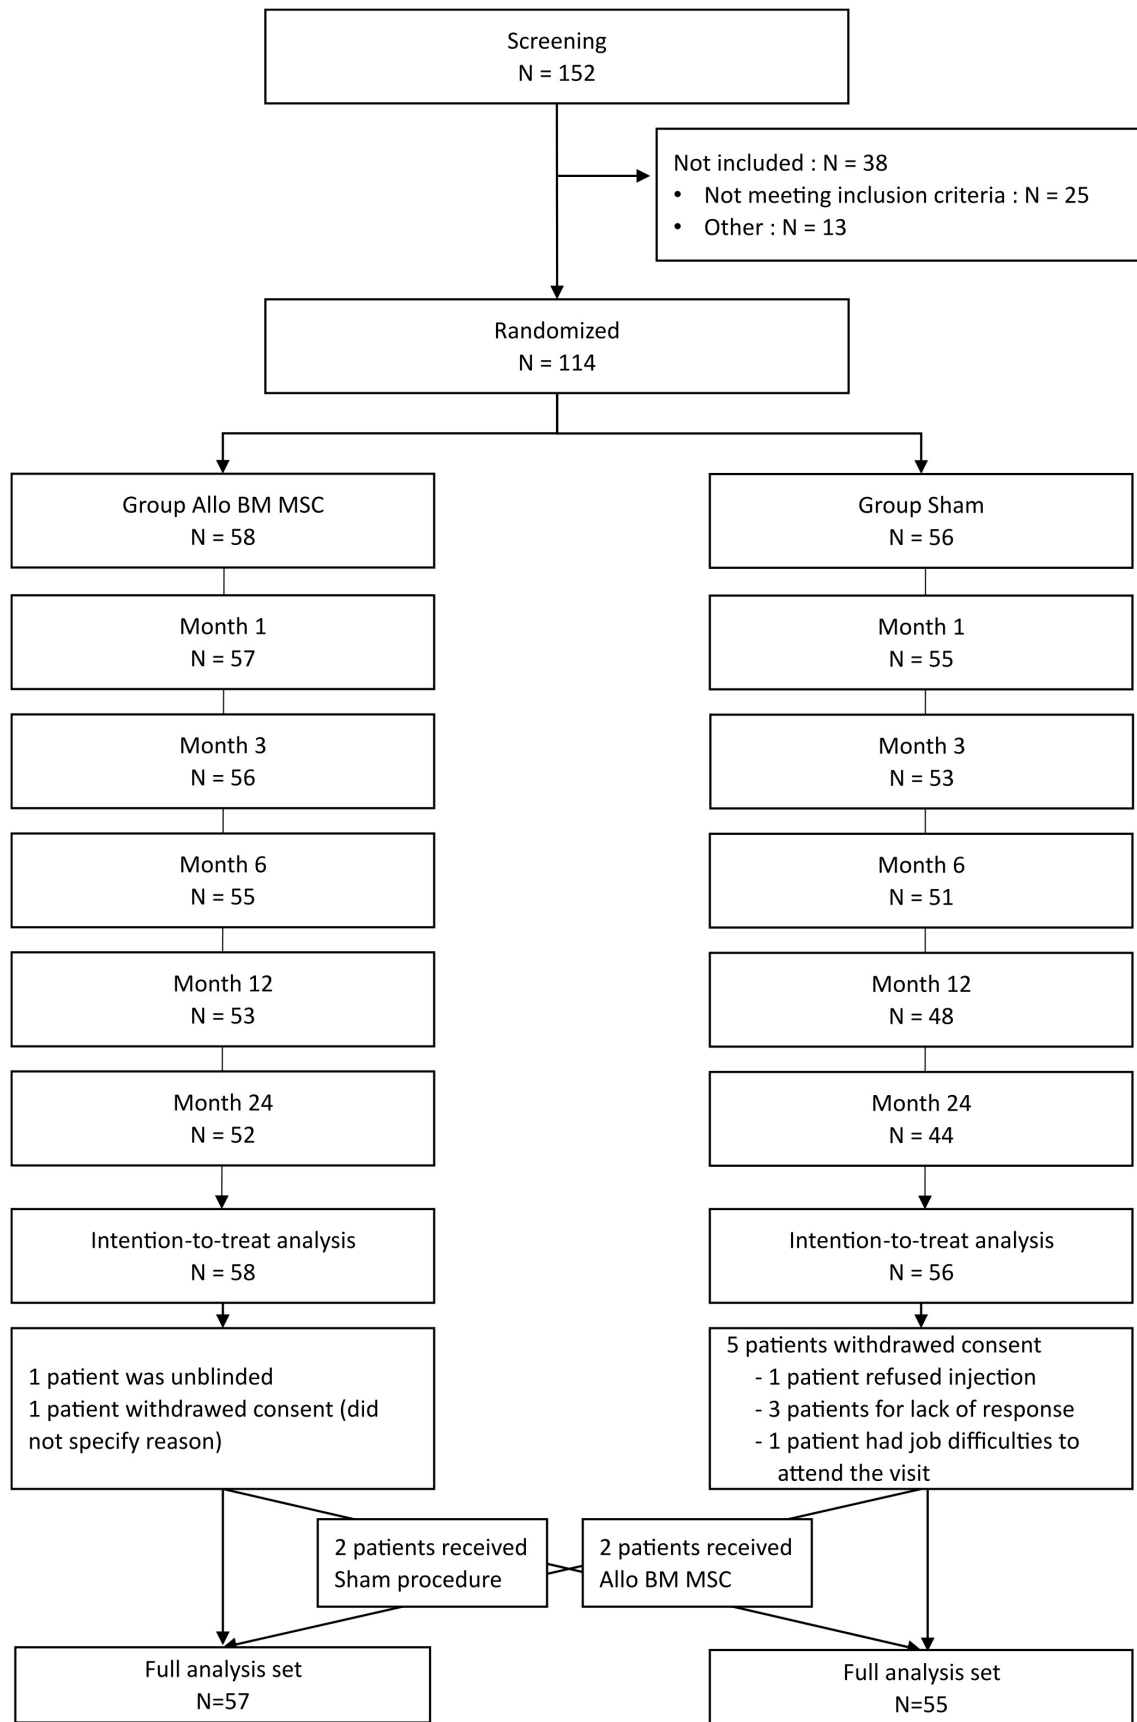 Screening
N = 152
Not included : N = 38
• Not meeting inclusion criteria : N = 25
• Other : N = 13
Randomized
N = 114
Group Allo BM MSC
N = 58
Group Sham
N = 56
Month 1
N = 57
Month 1
N = 55
Month 3
N = 56
Month 3
N = 53
Month 6
N = 55
Month 6
N = 51
Month 12
N = 53
Month 12
N = 48
Month 24
N = 52
Month 24
N = 44
Intention-to-treat analysis
N = 58
Intention-to-treat analysis
N = 56
1 patient was unblinded
1 patient withdrawed consent (did
not specify reason)
5 patients withdrawed consent
- 1 patient refused injection
- 3 patients for lack of response
- 1 patient had job difficulties to
attend the visit
2 patients received
Sham procedure
2 patients received
Allo BM MSC
Full analysis set
N=57
Full analysis set
N=55